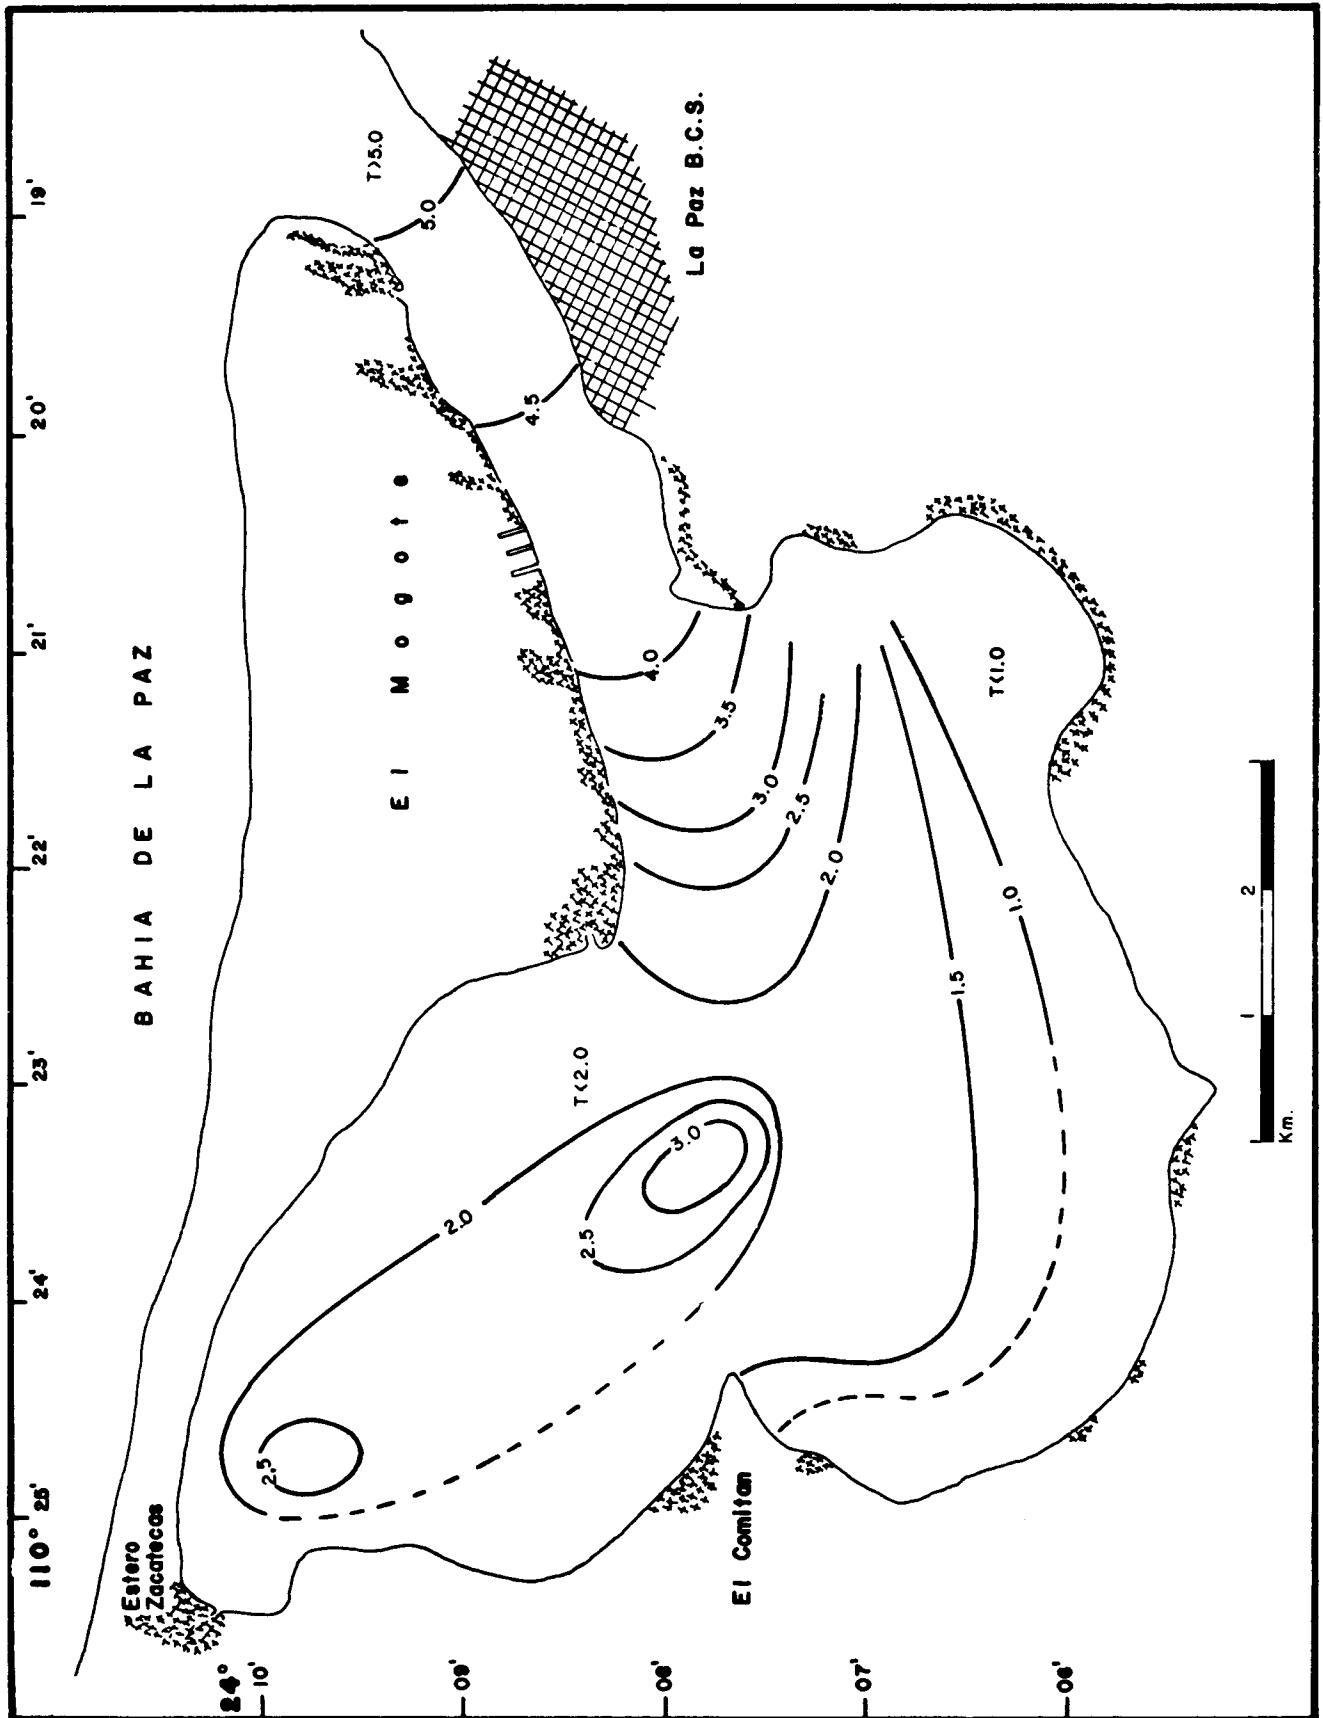 110° 25'
24'
23'
22'
21'
20'
19'
24°
10'
09'
08'
07'
06'
BAHIA DE LA PAZ
El Mogote
Estero
Zacatecas
El Comitan
La Paz B.C.S.
T>5.0
5.0
4.5
4.0
3.5
3.0
2.5
2.0
T<2.0
2.0
2.5
2.5
3.0
1.5
1.0
T<1.0
Km.
1
2